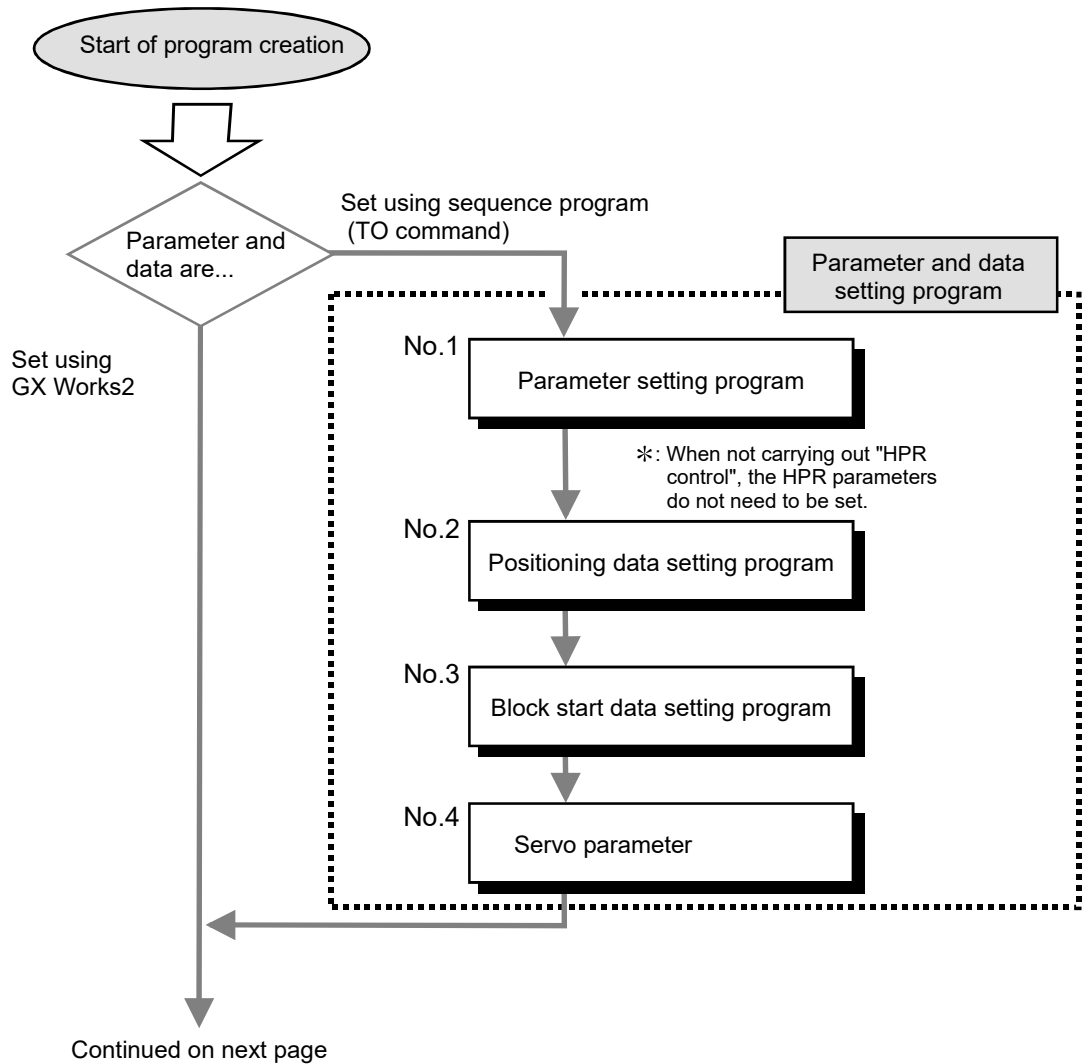 Start of program creation
Set using sequence program
(TO command)
Parameter and
data are...
Parameter and data
setting program
Set using
GX Works2
No.1
Parameter setting program
✻: When not carrying out "HPR
control", the HPR parameters
do not need to be set.
No.2
Positioning data setting program
No.3
Block start data setting program
No.4
Servo parameter
Continued on next page